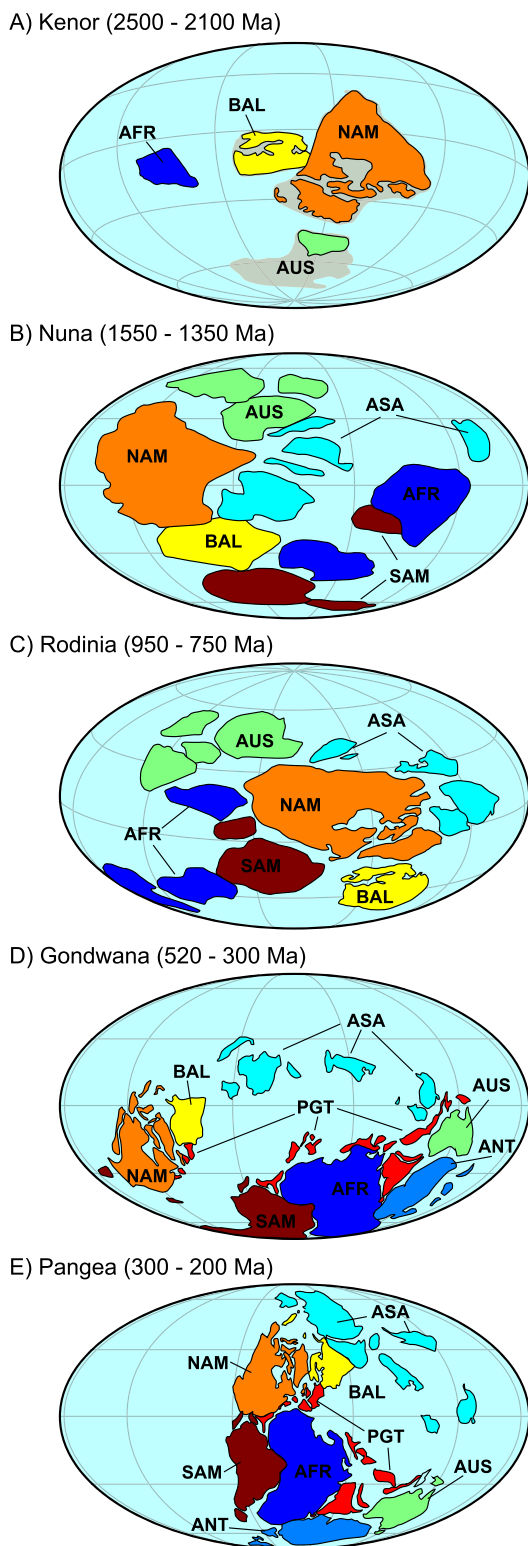 A) Kenor (2500 - 2100 Ma)
BAL
AFR
NAM
AUS
B) Nuna (1550 - 1350 Ma)
ASA
AUS
NAM
AFR
BAL
SAM
C) Rodinia (950 - 750 Ma)
ASA
AUS
NAM
AFR
SAM
BAL
D) Gondwana (520 - 300 Ma)
ASA
BAL
AUS
PGT
ANT
NAM
AFR
SAM
E) Pangea (300 - 200 Ma)
ASA
NAM
BAL
PGT
AUS
SAM
AFR
ANT